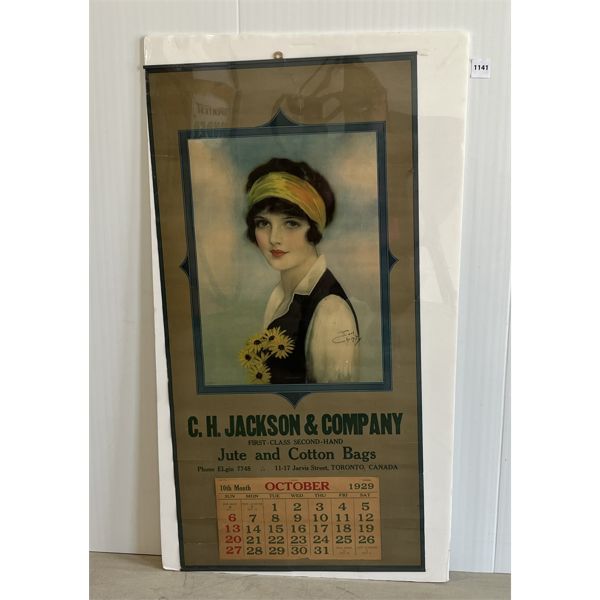 1141
C. H. JACKSON & COMPANY
FIRST-CLASS SECOND-HAND
Jute and Cotton Bags
Phone ELgin 7748 11-17 Jarvis Street, TORONTO, CANADA
10th Month OCTOBER 1929
SUN MON TUE WED THU FRI SAT
1 2 3 4 5
6 7 8 9 10 11 12
13 14 15 16 17 18 19
20 21 22 23 24 25 26
27 28 29 30 31